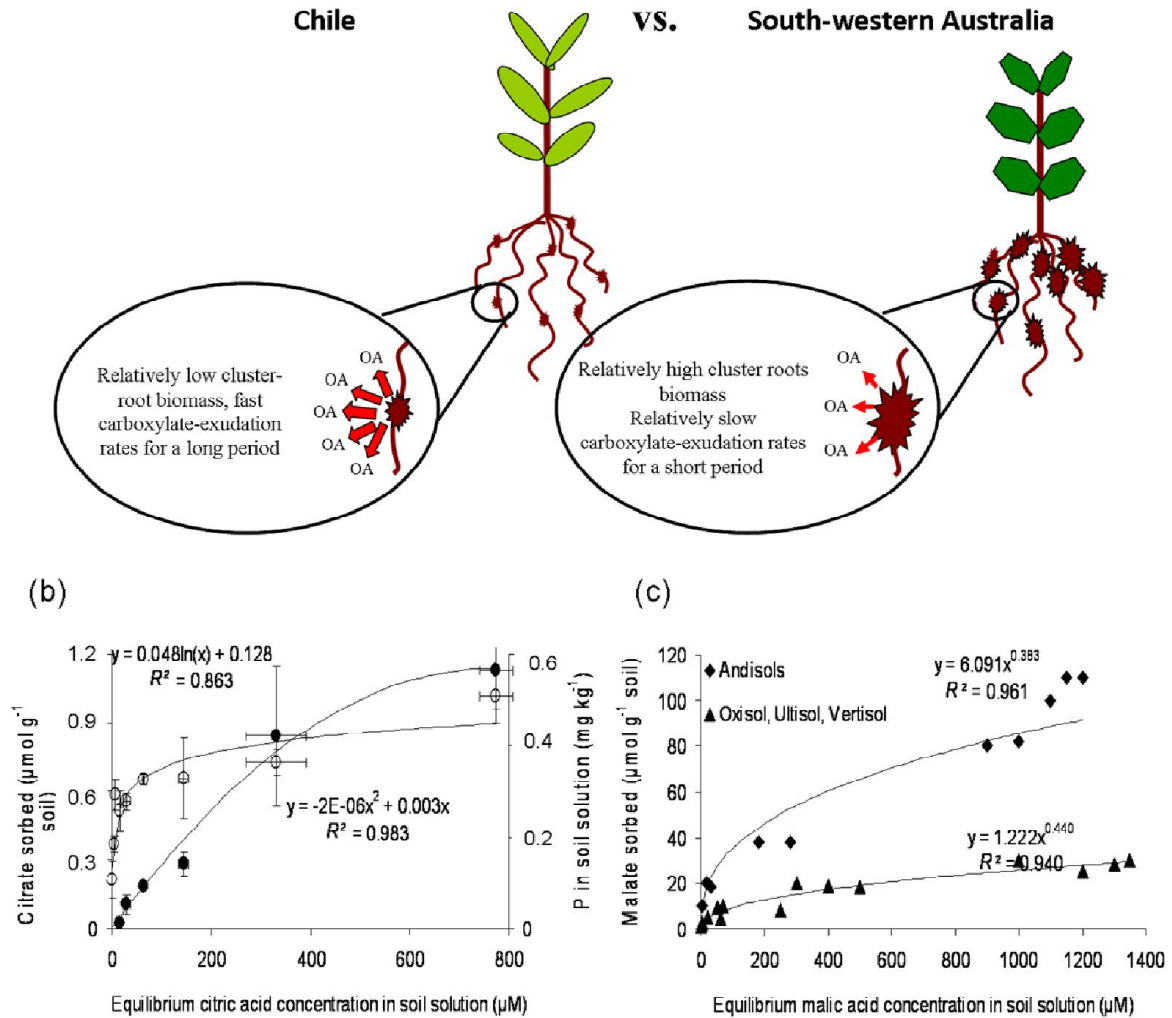 Chile vs. South-western Australia
Relatively low cluster-
root biomass, fast
carboxylate-exudation
rates for a long period
OA
OA
OA
OA
OA
Relatively high cluster roots
biomass
Relatively slow
carboxylate-exudation rates
for a short period
OA
OA
OA
(b)
y = 0.048ln(x) + 0.128
R² = 0.863
y = -2E-06x² + 0.003x
R² = 0.983
1.2
0.9
0.6
0.3
0
Citrate sorbed (µmol g⁻¹
soil)
0.6
0.4
0.2
0
P in soil solution (mg kg⁻¹)
0 200 400 600 800
Equilibrium citric acid concentration in soil solution (µM)
(c)
Andisols
Oxisol, Ultisol, Vertisol
y = 6.091x^0.383
R² = 0.961
y = 1.222x^0.440
R² = 0.940
120
100
80
60
40
20
0
Malate sorbed (µmol g⁻¹ soil)
0 200 400 600 800 1000 1200 1400
Equilibrium malic acid concentration in soil solution (µM)